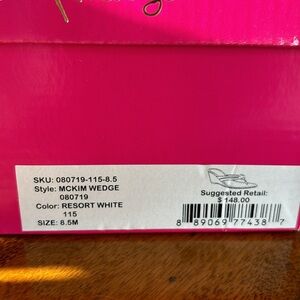 SKU: 080719-115-8.5
Style: MCKIM WEDGE
080719
Color: RESORT WHITE
115
SIZE: 8.5M
Suggested Retail:
$ 148.00
8 89069 77438 7